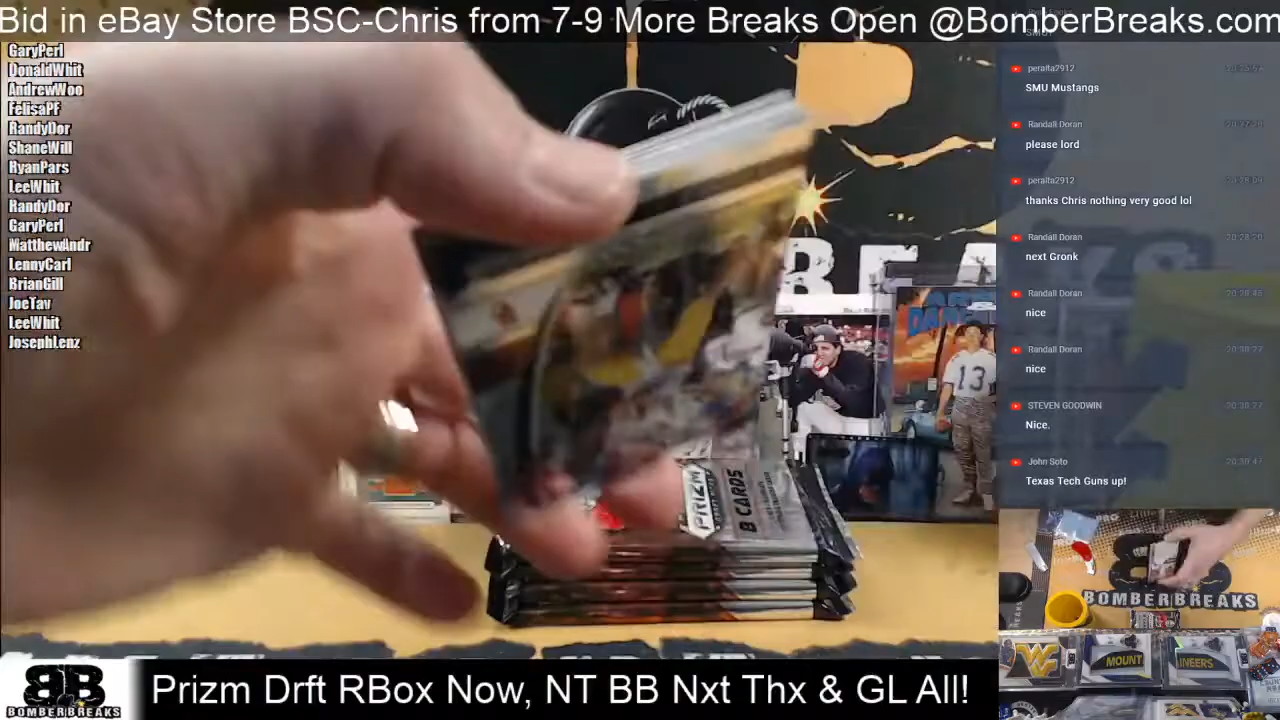 Bid in eBay Store BSC-Chris from 7-9 More Breaks Open @BomberBreaks.com
GaryPerl
DonaldWhit
AndrewWoo
FelisaPF
RandyDor
ShaneWill
RyanPars
LeeWhit
RandyDor
GaryPerl
MatthewAndr
LennyCarl
BrianGill
JoeTav
LeeWhit
JosephLenz
peralta2912
SMU Mustangs
Randall Doran
please lord
peralta2912
thanks Chris nothing very good lol
Randall Doran
next Gronk
Randall Doran
nice
Randall Doran
nice
STEVEN GOODWIN
Nice.
John Soto
Texas Tech Guns up!
BREAKS
13
PRIZM
8 CARDS
BOMBERBREAKS
MOUNT
INEERS
BB
BOMBERBREAKS
Prizm Drft RBox Now, NT BB Nxt Thx & GL All!